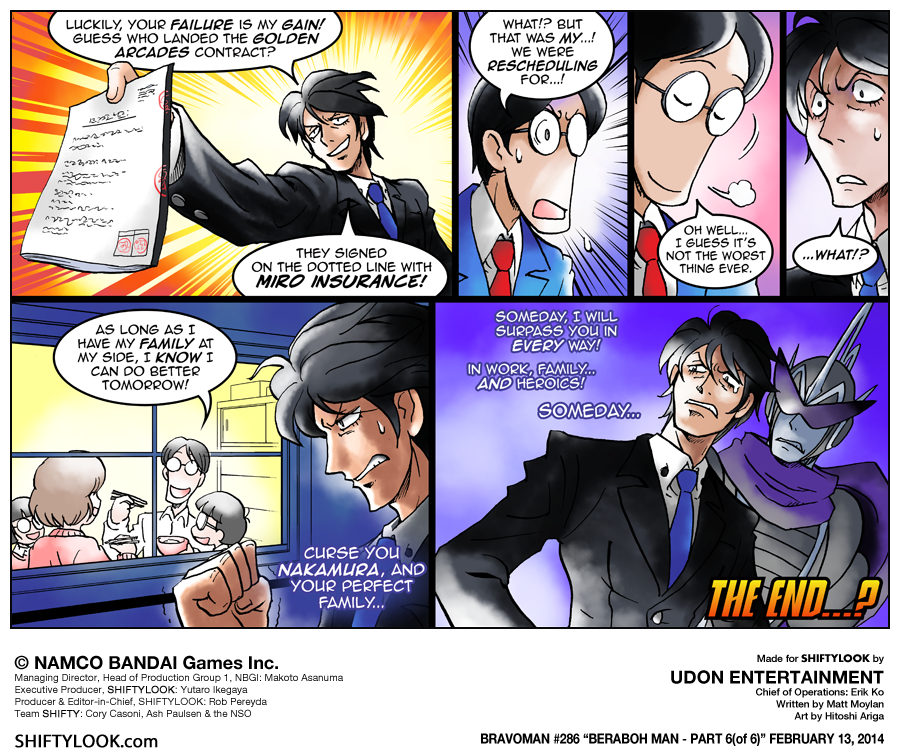 LUCKILY, YOUR FAILURE IS MY GAIN!
GUESS WHO LANDED THE GOLDEN
ARCADES CONTRACT?
THEY SIGNED
ON THE DOTTED LINE WITH
MIRO INSURANCE!
WHAT!? BUT
THAT WAS MY...!
WE WERE
RESCHEDULING
FOR...!
OH WELL...
I GUESS IT'S
NOT THE WORST
THING EVER.
...WHAT!?
AS LONG AS I
HAVE MY FAMILY AT
MY SIDE, I KNOW I
CAN DO BETTER
TOMORROW!
CURSE YOU
NAKAMURA, AND
YOUR PERFECT
FAMILY...
SOMEDAY, I WILL
SURPASS YOU IN
EVERY WAY!
IN WORK, FAMILY...
AND HEROICS!
SOMEDAY...
THE END...?
© NAMCO BANDAI Games Inc.
Managing Director, Head of Production Group 1, NBGI: Makoto Asanuma
Executive Producer, SHIFTYLOOK: Yutaro Ikegaya
Producer & Editor-in-Chief, SHIFTYLOOK: Rob Pereyda
Team SHIFTY: Cory Casoni, Ash Paulsen & the NSO
SHIFTYLOOK.com
Made for SHIFTYLOOK by
UDON ENTERTAINMENT
Chief of Operations: Erik Ko
Written by Matt Moylan
Art by Hitoshi Ariga
BRAVOMAN #286 “BERABOH MAN - PART 6(of 6)” FEBRUARY 13, 2014